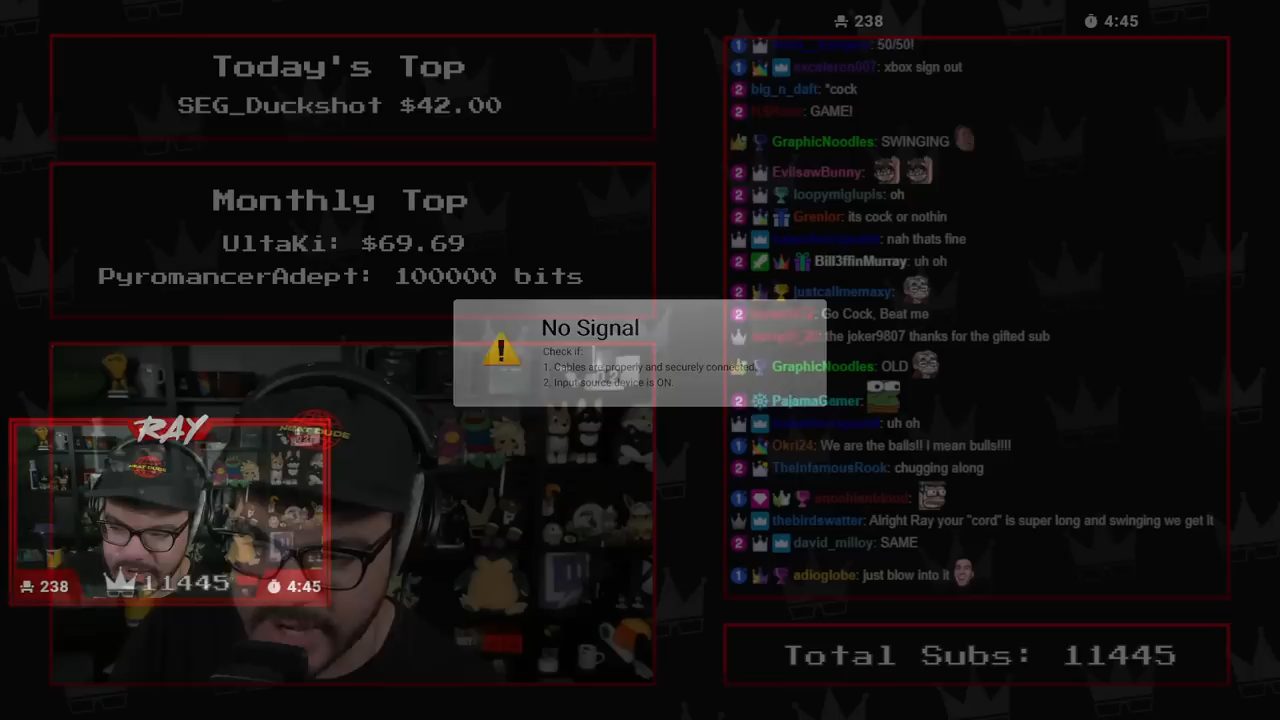 238
4:45
Today's Top
SEG_Duckshot $42.00
Monthly Top
UltaKi: $69.69
PyromancerAdept: 100000 bits
No Signal
Check if:
1. Cables are properly and securely connected.
2. Input source device is ON.
RAY
238
11445
4:45
50/50!
exceleron007: xbox sign out
big_n_daft: *cock
GAME!
GraphicNoodles: SWINGING
EvilsawBunny:
loopymiglupis: oh
Grenlor: its cock or nothin
nah thats fine
Bill3ffinMurray: uh oh
justcallmemaxy:
Go Cock, Beat me
the joker9807 thanks for the gifted sub
GraphicNoodles: OLD
PajamaGamer:
uh oh
Okri24: We are the balls!! i mean bulls!!!!
TheInfamousRook: chugging along
thebirdswatter: Alright Ray your "cord" is super long and swinging we get it
david_milloy: SAME
adioglobe: just blow into it
Total Subs: 11445